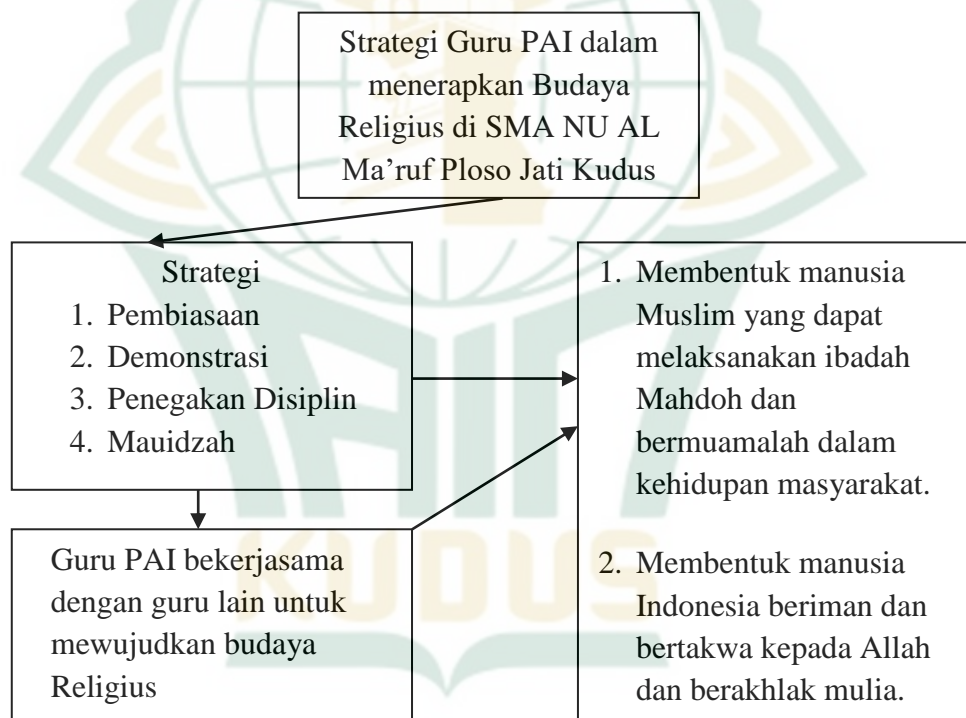 Strategi Guru PAI dalam
menerapkan Budaya
Religius di SMA NU AL
Ma’ruf Ploso Jati Kudus
Strategi
1. Pembiasaan
2. Demonstrasi
3. Penegakan Disiplin
4. Mauidzah
Guru PAI bekerjasama
dengan guru lain untuk
mewujudkan budaya
Religius
1. Membentuk manusia
Muslim yang dapat
melaksanakan ibadah
Mahdoh dan
bermuamalah dalam
kehidupan masyarakat.
2. Membentuk manusia
Indonesia beriman dan
bertakwa kepada Allah
dan berakhlak mulia.
KUDUS